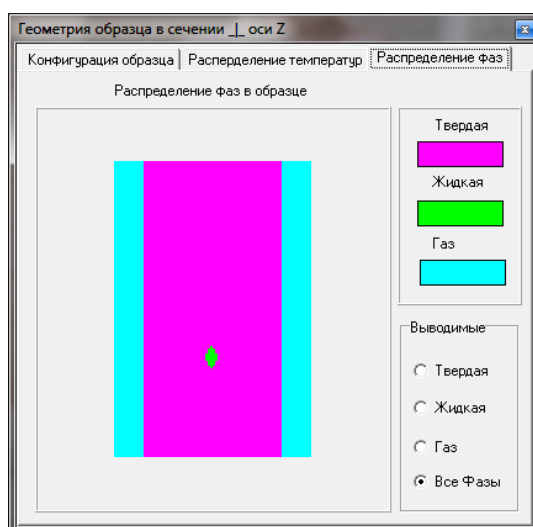 Геометрия образца в сечении _|_ оси Z
Конфигурация образца
Расперделение температур
Распределение фаз
Распределение фаз в образце
Твердая
Жидкая
Газ
Выводимые
Твердая
Жидкая
Газ
Все Фазы